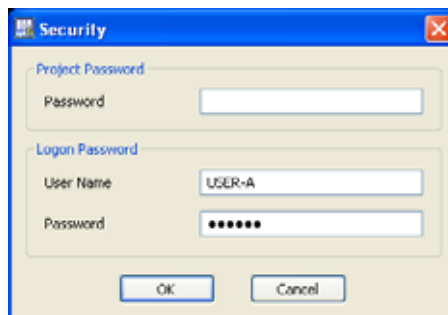 Security
Project Password
Password
Logon Password
User Name USER-A
Password ●●●●●●
OK Cancel